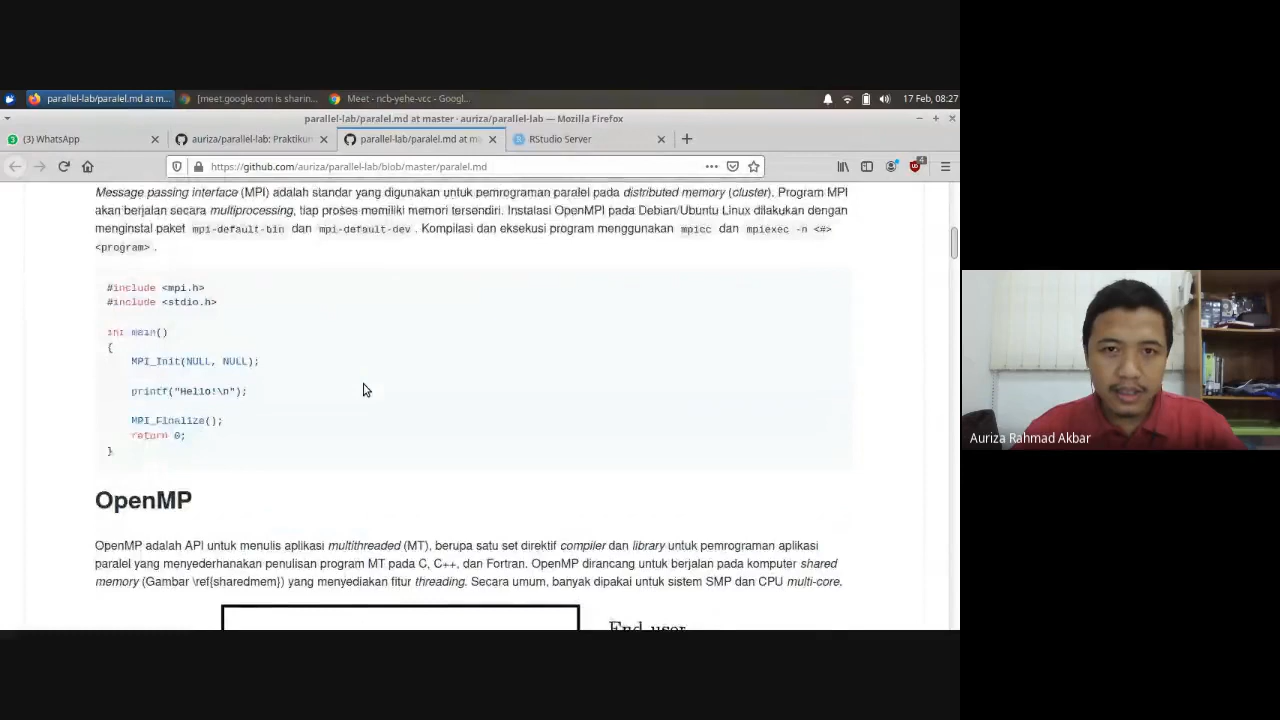 parallel-lab/paralel.md at m...
[meet.google.com is sharin...
Meet - ncb-yehe-vcc - Googl...
17 Feb, 08:27
parallel-lab/paralel.md at master · auriza/parallel-lab — Mozilla Firefox
(3) WhatsApp
auriza/parallel-lab: Praktikun
parallel-lab/paralel.md at ma
RStudio Server
https://github.com/auriza/parallel-lab/blob/master/paralel.md
4
Message passing interface (MPI) adalah standar yang digunakan untuk pemrograman paralel pada distributed memory (cluster). Program MPI
akan berjalan secara multiprocessing, tiap proses memiliki memori tersendiri. Instalasi OpenMPI pada Debian/Ubuntu Linux dilakukan dengan
menginstal paket mpi-default-bin dan mpi-default-dev . Kompilasi dan eksekusi program menggunakan mpicc dan mpiexec -n <#>
<program> .
#include <mpi.h>
#include <stdio.h>
int main()
{
MPI_Init(NULL, NULL);
printf("Hello!\n");
MPI_Finalize();
return 0;
}
OpenMP
OpenMP adalah API untuk menulis aplikasi multithreaded (MT), berupa satu set direktif compiler dan library untuk pemrograman aplikasi
paralel yang menyederhanakan penulisan program MT pada C, C++, dan Fortran. OpenMP dirancang untuk berjalan pada komputer shared
memory (Gambar \ref{sharedmem}) yang menyediakan fitur threading. Secara umum, banyak dipakai untuk sistem SMP dan CPU multi-core.
End user
Auriza Rahmad Akbar